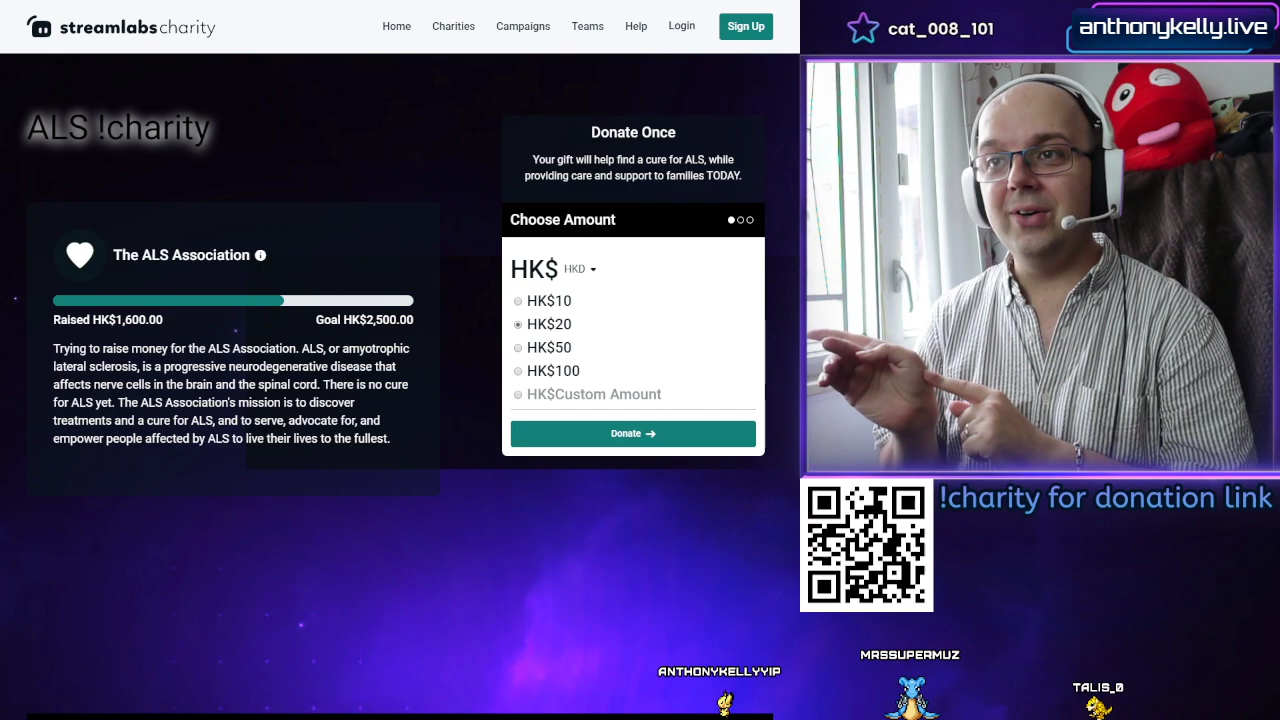 streamlabs charity
Home Charities Campaigns Teams Help Login Sign Up
cat_008_101
anthonykelly.live
ALS !charity
The ALS Association
Raised HK$1,600.00 Goal HK$2,500.00
Trying to raise money for the ALS Association. ALS, or amyotrophic
lateral sclerosis, is a progressive neurodegenerative disease that
affects nerve cells in the brain and the spinal cord. There is no cure
for ALS yet. The ALS Association's mission is to discover
treatments and a cure for ALS, and to serve, advocate for, and
empower people affected by ALS to live their lives to the fullest.
Donate Once
Your gift will help find a cure for ALS, while
providing care and support to families TODAY.
Choose Amount
HK$ HKD
HK$10
HK$20
HK$50
HK$100
HK$Custom Amount
Donate
!charity for donation link
ANTHONYKELLYYIP
MRSSUPERMUZ
TALIS_0